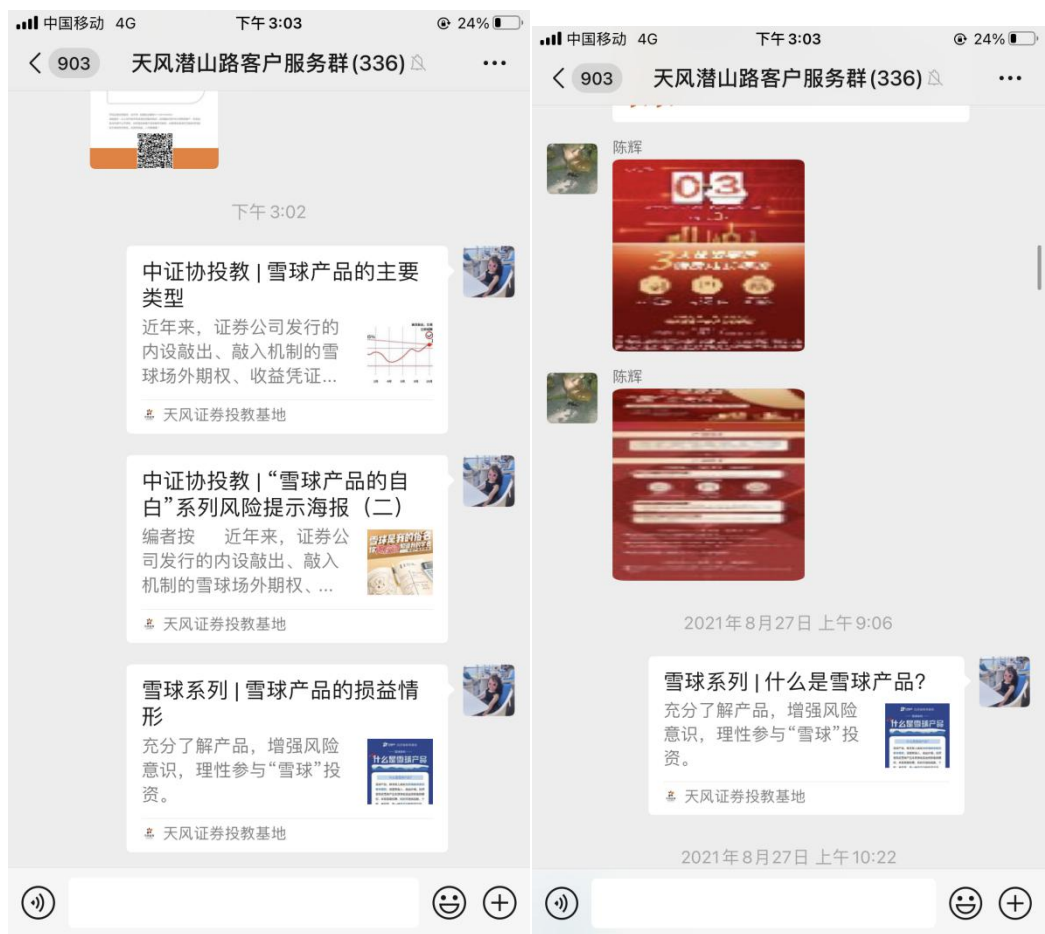 中国移动 4G 下午3:03 24%
903 天风潜山路客户服务群(336)
下午 3:02
中证协投教 | 雪球产品的主要
类型
近年来，证券公司发行的
内设敲出、敲入机制的雪
球场外期权、收益凭证...
天风证券投教基地
中证协投教 | “雪球产品的自
白”系列风险提示海报（二）
编者按 近年来，证券公
司发行的内设敲出、敲入
机制的雪球场外期权、...
天风证券投教基地
雪球系列 | 雪球产品的损益情
形
充分了解产品，增强风险
意识，理性参与“雪球”投
资。
什么是雪球产品
天风证券投教基地
中国移动 4G 下午3:03 24%
903 天风潜山路客户服务群(336)
陈辉
03
陈辉
2021年8月27日 上午9:06
雪球系列 | 什么是雪球产品?
充分了解产品，增强风险
意识，理性参与“雪球”投
资。
什么是雪球产品
天风证券投教基地
2021年8月27日 上午10:22